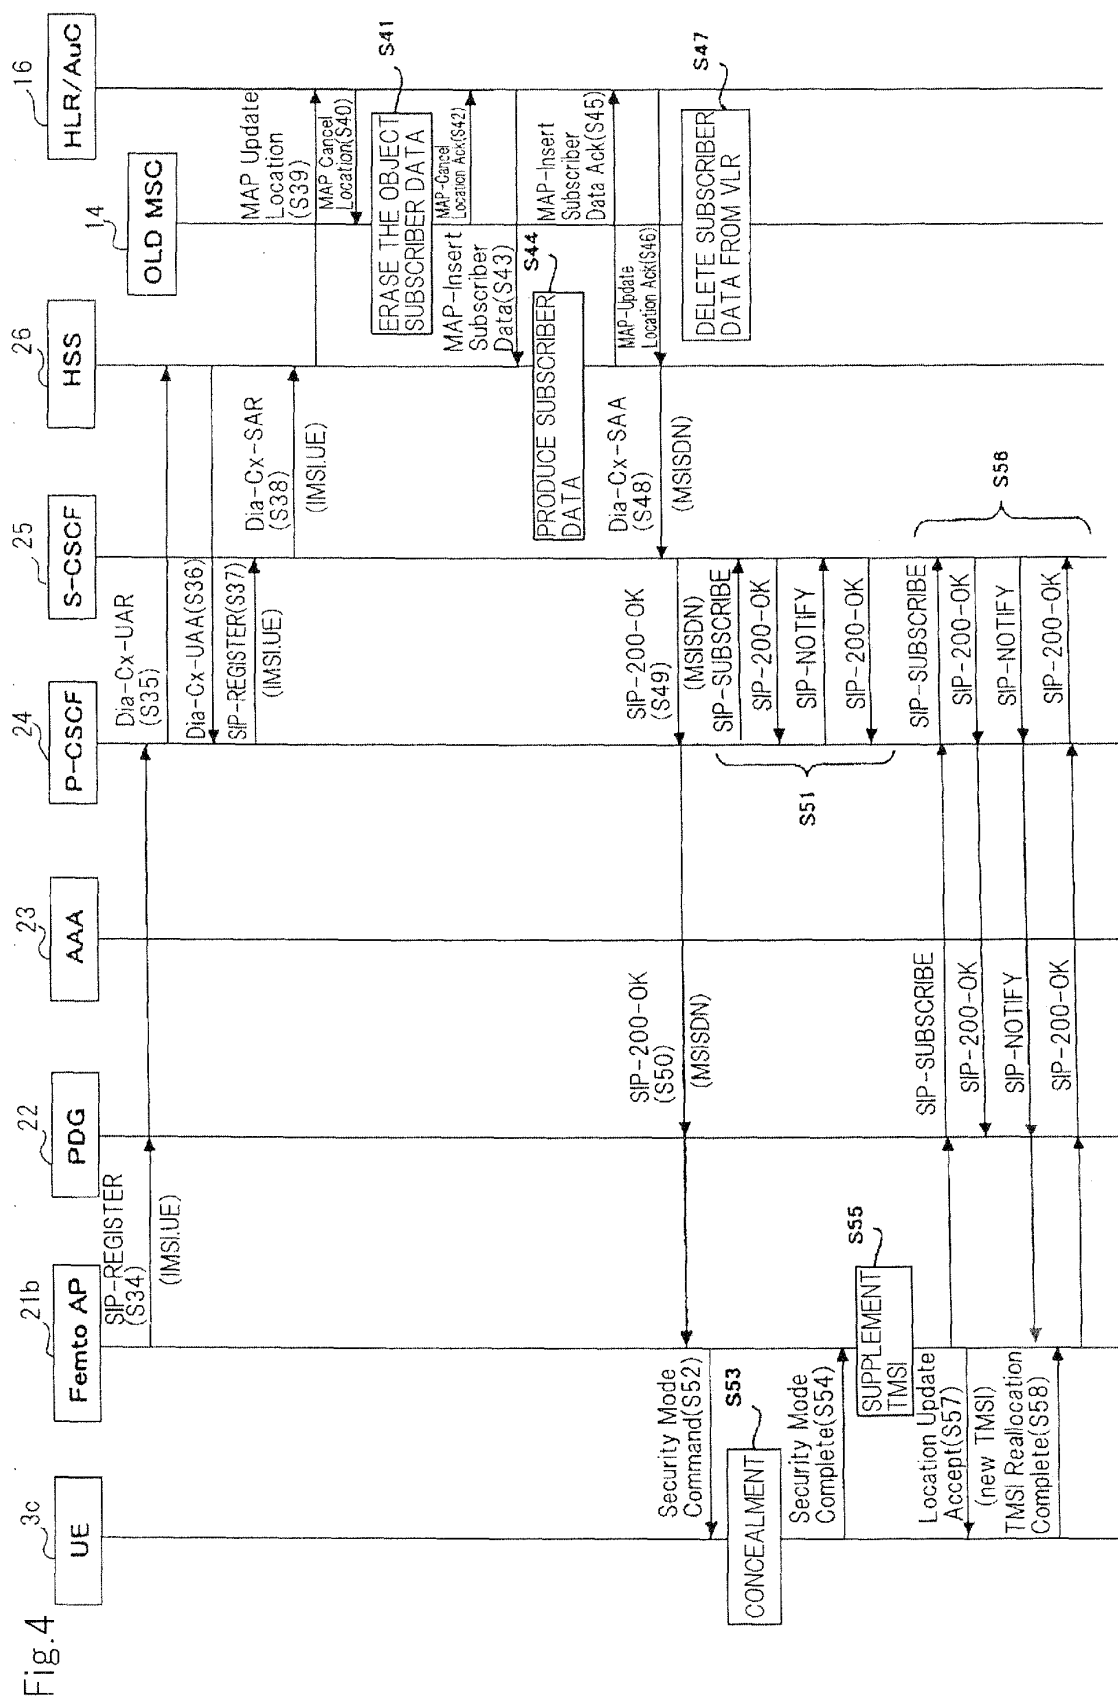 Fig.4
3c
UE
21b
Femto AP
22
PDG
23
AAA
24
P-CSCF
25
S-CSCF
26
HSS
14
OLD MSC
16
HLR/AuC
SIP-REGISTER
(S34)
(IMSI.UE)
Dia-Cx-UAR
(S35)
Dia-Cx-UAA(S36)
SIP-REGISTER(S37)
(IMSI.UE)
Dia-Cx-SAR
(S38)
(IMSI.UE)
MAP Update
Location
(S39)
MAP Cancel
Location(S40)
S41
ERASE THE OBJECT
SUBSCRIBER DATA
MAP-Cancel
Location Ack(S42)
MAP-Insert
Subscriber
Data(S43)
S44
PRODUCE SUBSCRIBER
DATA
MAP-Insert
Subscriber
Data Ack(S45)
MAP-Update
Location Ack(S46)
S47
DELETE SUBSCRIBER
DATA FROM VLR
Dia-Cx-SAA
(S48)
(MSISDN)
SIP-200-OK
(S49)
(MSISDN)
SIP-200-OK
(S50)
(MSISDN)
SIP-SUBSCRIBE
SIP-200-OK
SIP-NOTIFY
SIP-200-OK
S51
Security Mode
Command(S52)
S53
CONCEALMENT
Security Mode
Complete(S54)
S55
SUPPLEMENT
TMSI
SIP-SUBSCRIBE
SIP-200-OK
SIP-NOTIFY
SIP-200-OK
SIP-SUBSCRIBE
SIP-200-OK
SIP-NOTIFY
SIP-200-OK
S56
Location Update
Accept(S57)
(new TMSI)
TMSI Reallocation
Complete(S58)